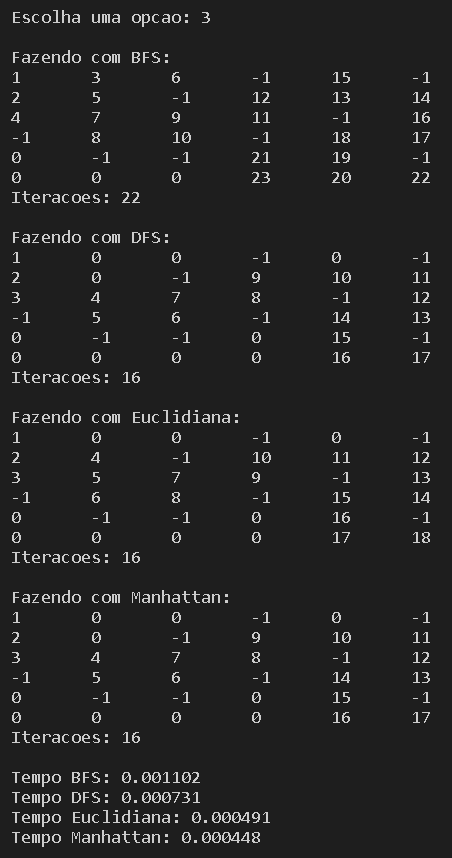 Escolha uma opcao: 3

Fazendo com BFS:
1 3 6 -1 15 -1
2 5 -1 12 13 14
4 7 9 11 -1 16
-1 8 10 -1 18 17
0 -1 -1 21 19 -1
0 0 0 23 20 22
Iteracoes: 22

Fazendo com DFS:
1 0 0 -1 0 -1
2 0 -1 9 10 11
3 4 7 8 -1 12
-1 5 6 -1 14 13
0 -1 -1 0 15 -1
0 0 0 0 16 17
Iteracoes: 16

Fazendo com Euclidiana:
1 0 0 -1 0 -1
2 4 -1 10 11 12
3 5 7 9 -1 13
-1 6 8 -1 15 14
0 -1 -1 0 16 -1
0 0 0 0 17 18
Iteracoes: 16

Fazendo com Manhattan:
1 0 0 -1 0 -1
2 0 -1 9 10 11
3 4 7 8 -1 12
-1 5 6 -1 14 13
0 -1 -1 0 15 -1
0 0 0 0 16 17
Iteracoes: 16

Tempo BFS: 0.001102
Tempo DFS: 0.000731
Tempo Euclidiana: 0.000491
Tempo Manhattan: 0.000448